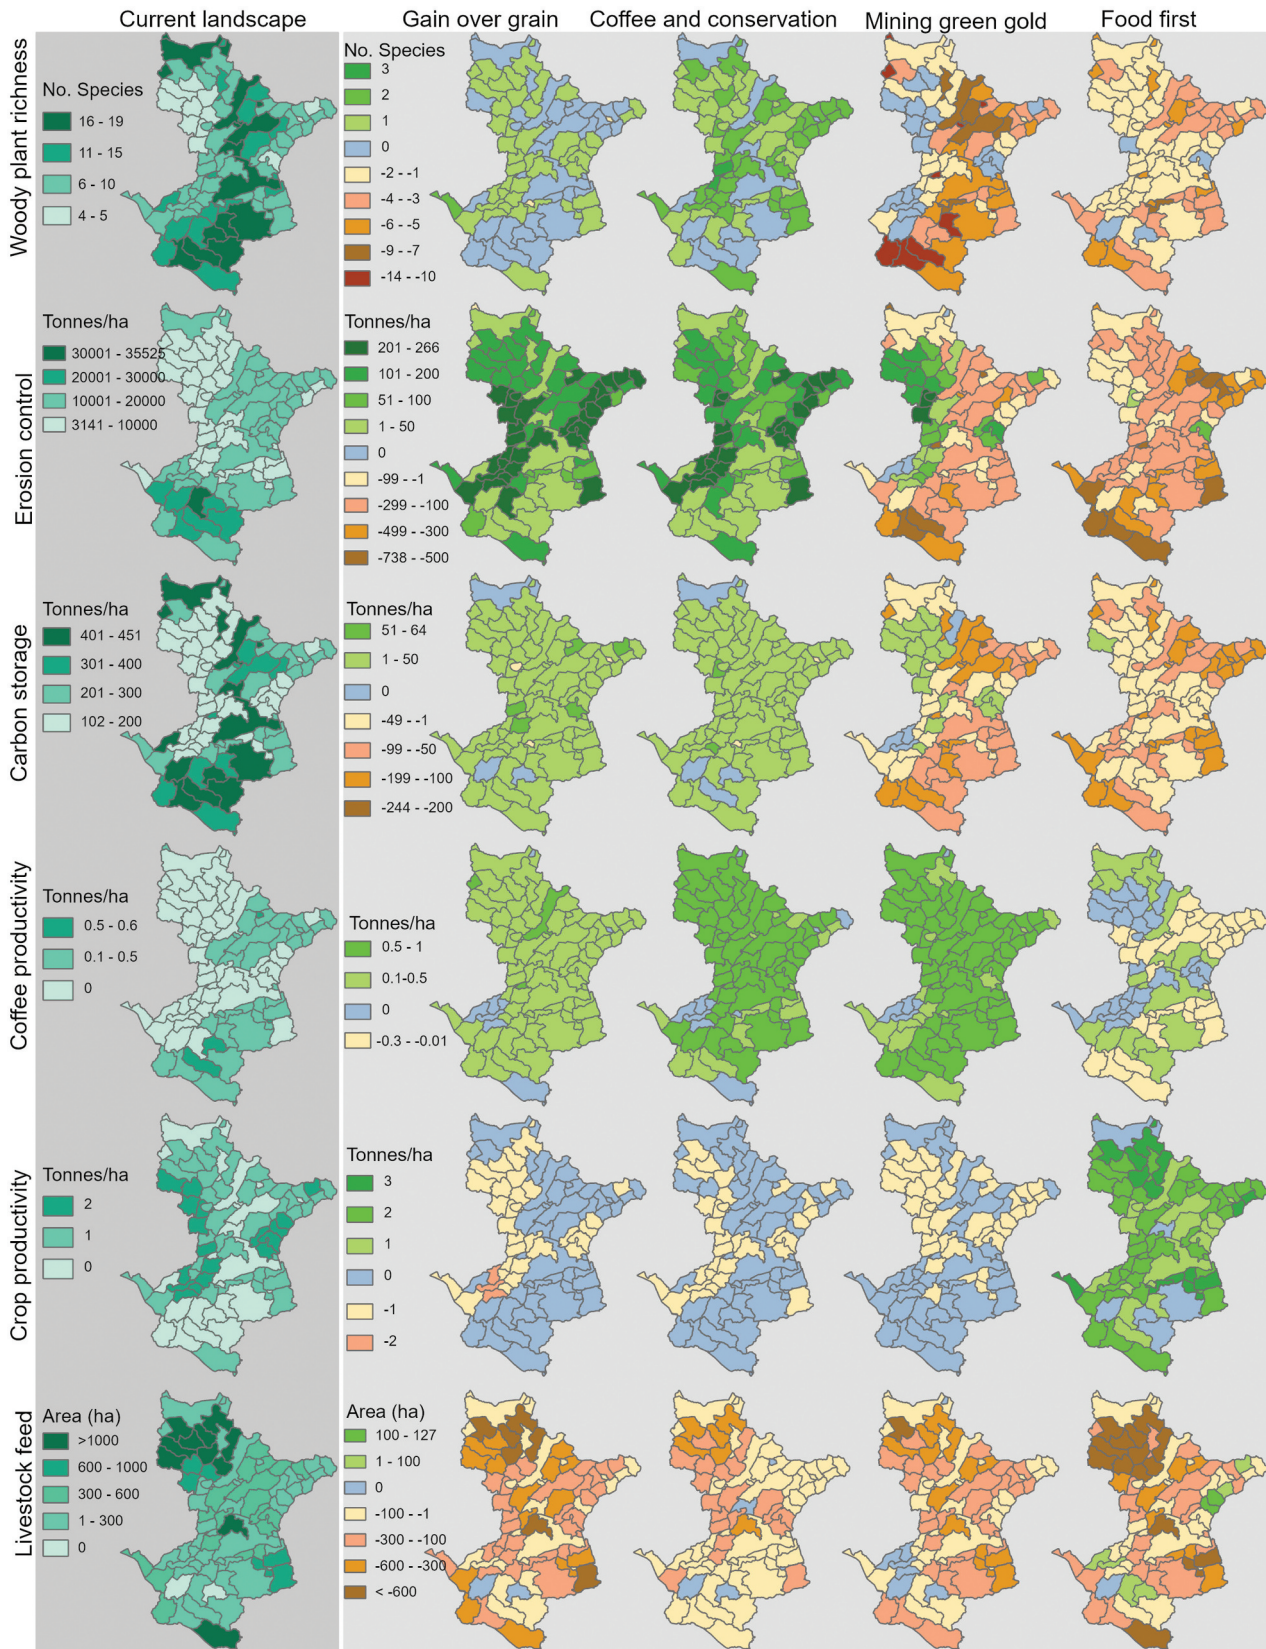 Current landscape
Gain over grain
Coffee and conservation
Mining green gold
Food first
Woody plant richness
No. Species
16 - 19
11 - 15
6 - 10
4 - 5
No. Species
3
2
1
0
-2 - -1
-4 - -3
-6 - -5
-9 - -7
-14 - -10
Erosion control
Tonnes/ha
30001 - 35525
20001 - 30000
10001 - 20000
3141 - 10000
Tonnes/ha
201 - 266
101 - 200
51 - 100
1 - 50
0
-99 - -1
-299 - -100
-499 - -300
-738 - -500
Carbon storage
Tonnes/ha
401 - 451
301 - 400
201 - 300
102 - 200
Tonnes/ha
51 - 64
1 - 50
0
-49 - -1
-99 - -50
-199 - -100
-244 - -200
Coffee productivity
Tonnes/ha
0.5 - 0.6
0.1 - 0.5
0
Tonnes/ha
0.5 - 1
0.1-0.5
0
-0.3 - -0.01
Crop productivity
Tonnes/ha
2
1
0
Tonnes/ha
3
2
1
0
-1
-2
Livestock feed
Area (ha)
>1000
600 - 1000
300 - 600
1 - 300
0
Area (ha)
100 - 127
1 - 100
0
-100 - -1
-300 - -100
-600 - -300
< -600